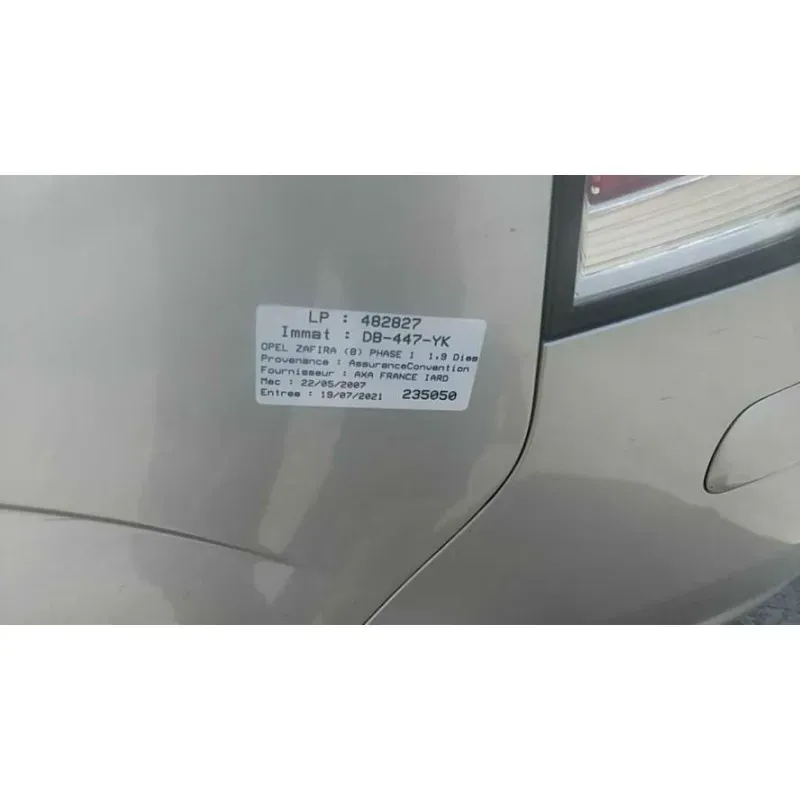 LP : 482827
Immat : DB-447-YK
OPEL ZAFIRA (B) PHASE 1 1,9 Dies
Provenance : AssuranceConvention
Fournisseur : AXA FRANCE IARD
Mec : 22/05/2007
Entree : 19/07/2021 235050